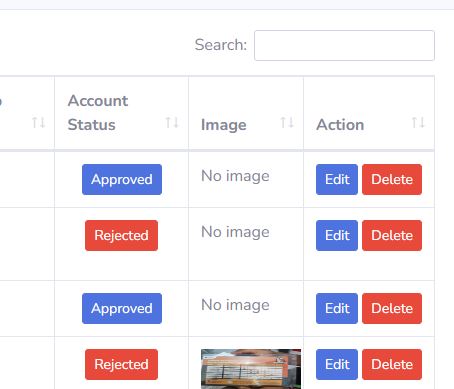 Search:
Account
Status
Image
Action
Approved
No image
Edit
Delete
Rejected
No image
Edit
Delete
Approved
No image
Edit
Delete
Rejected
Edit
Delete